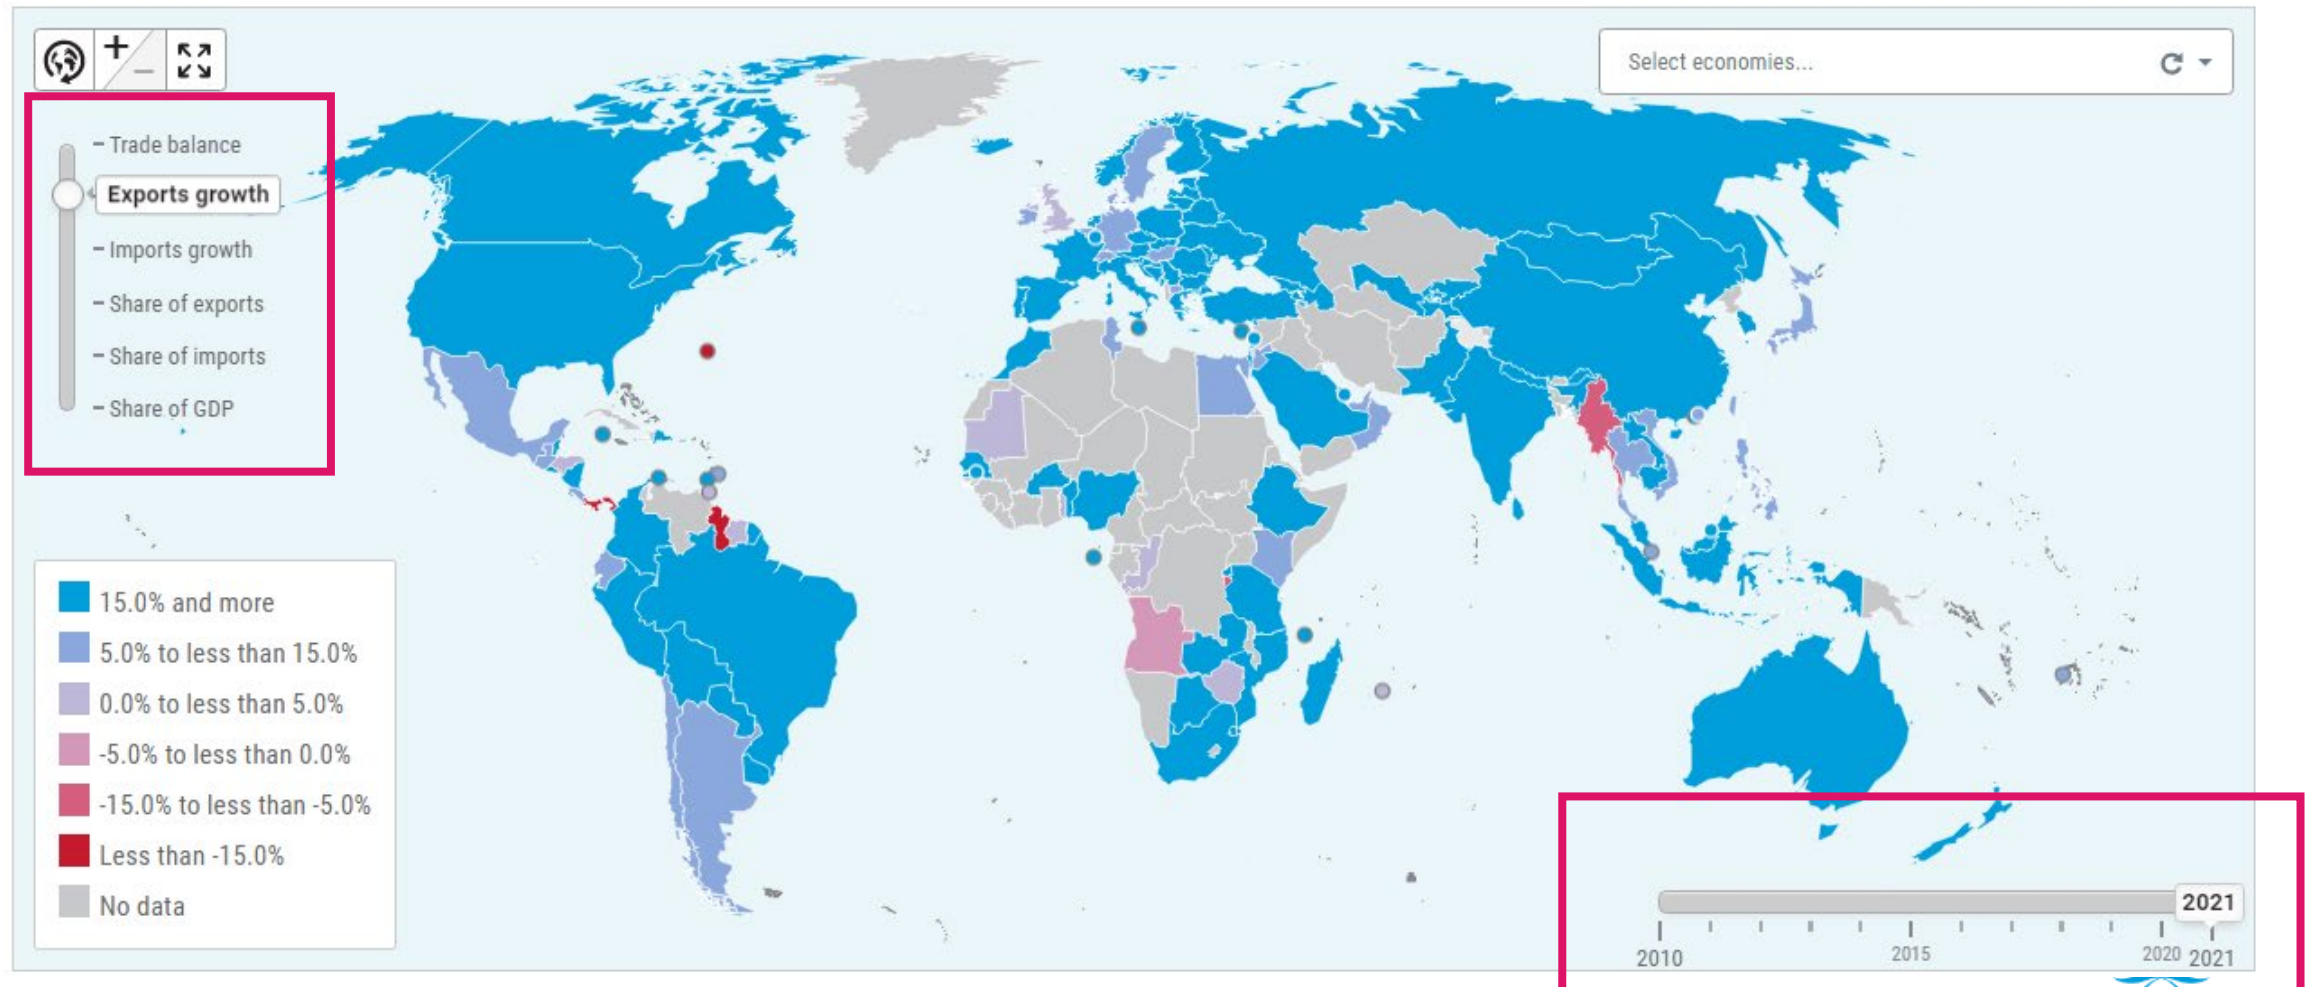 Select economies...
Trade balance
Exports growth
Imports growth
Share of exports
Share of imports
Share of GDP
15.0% and more
5.0% to less than 15.0%
0.0% to less than 5.0%
-5.0% to less than 0.0%
-15.0% to less than -5.0%
Less than -15.0%
No data
2021
2010 2015 2020 2021